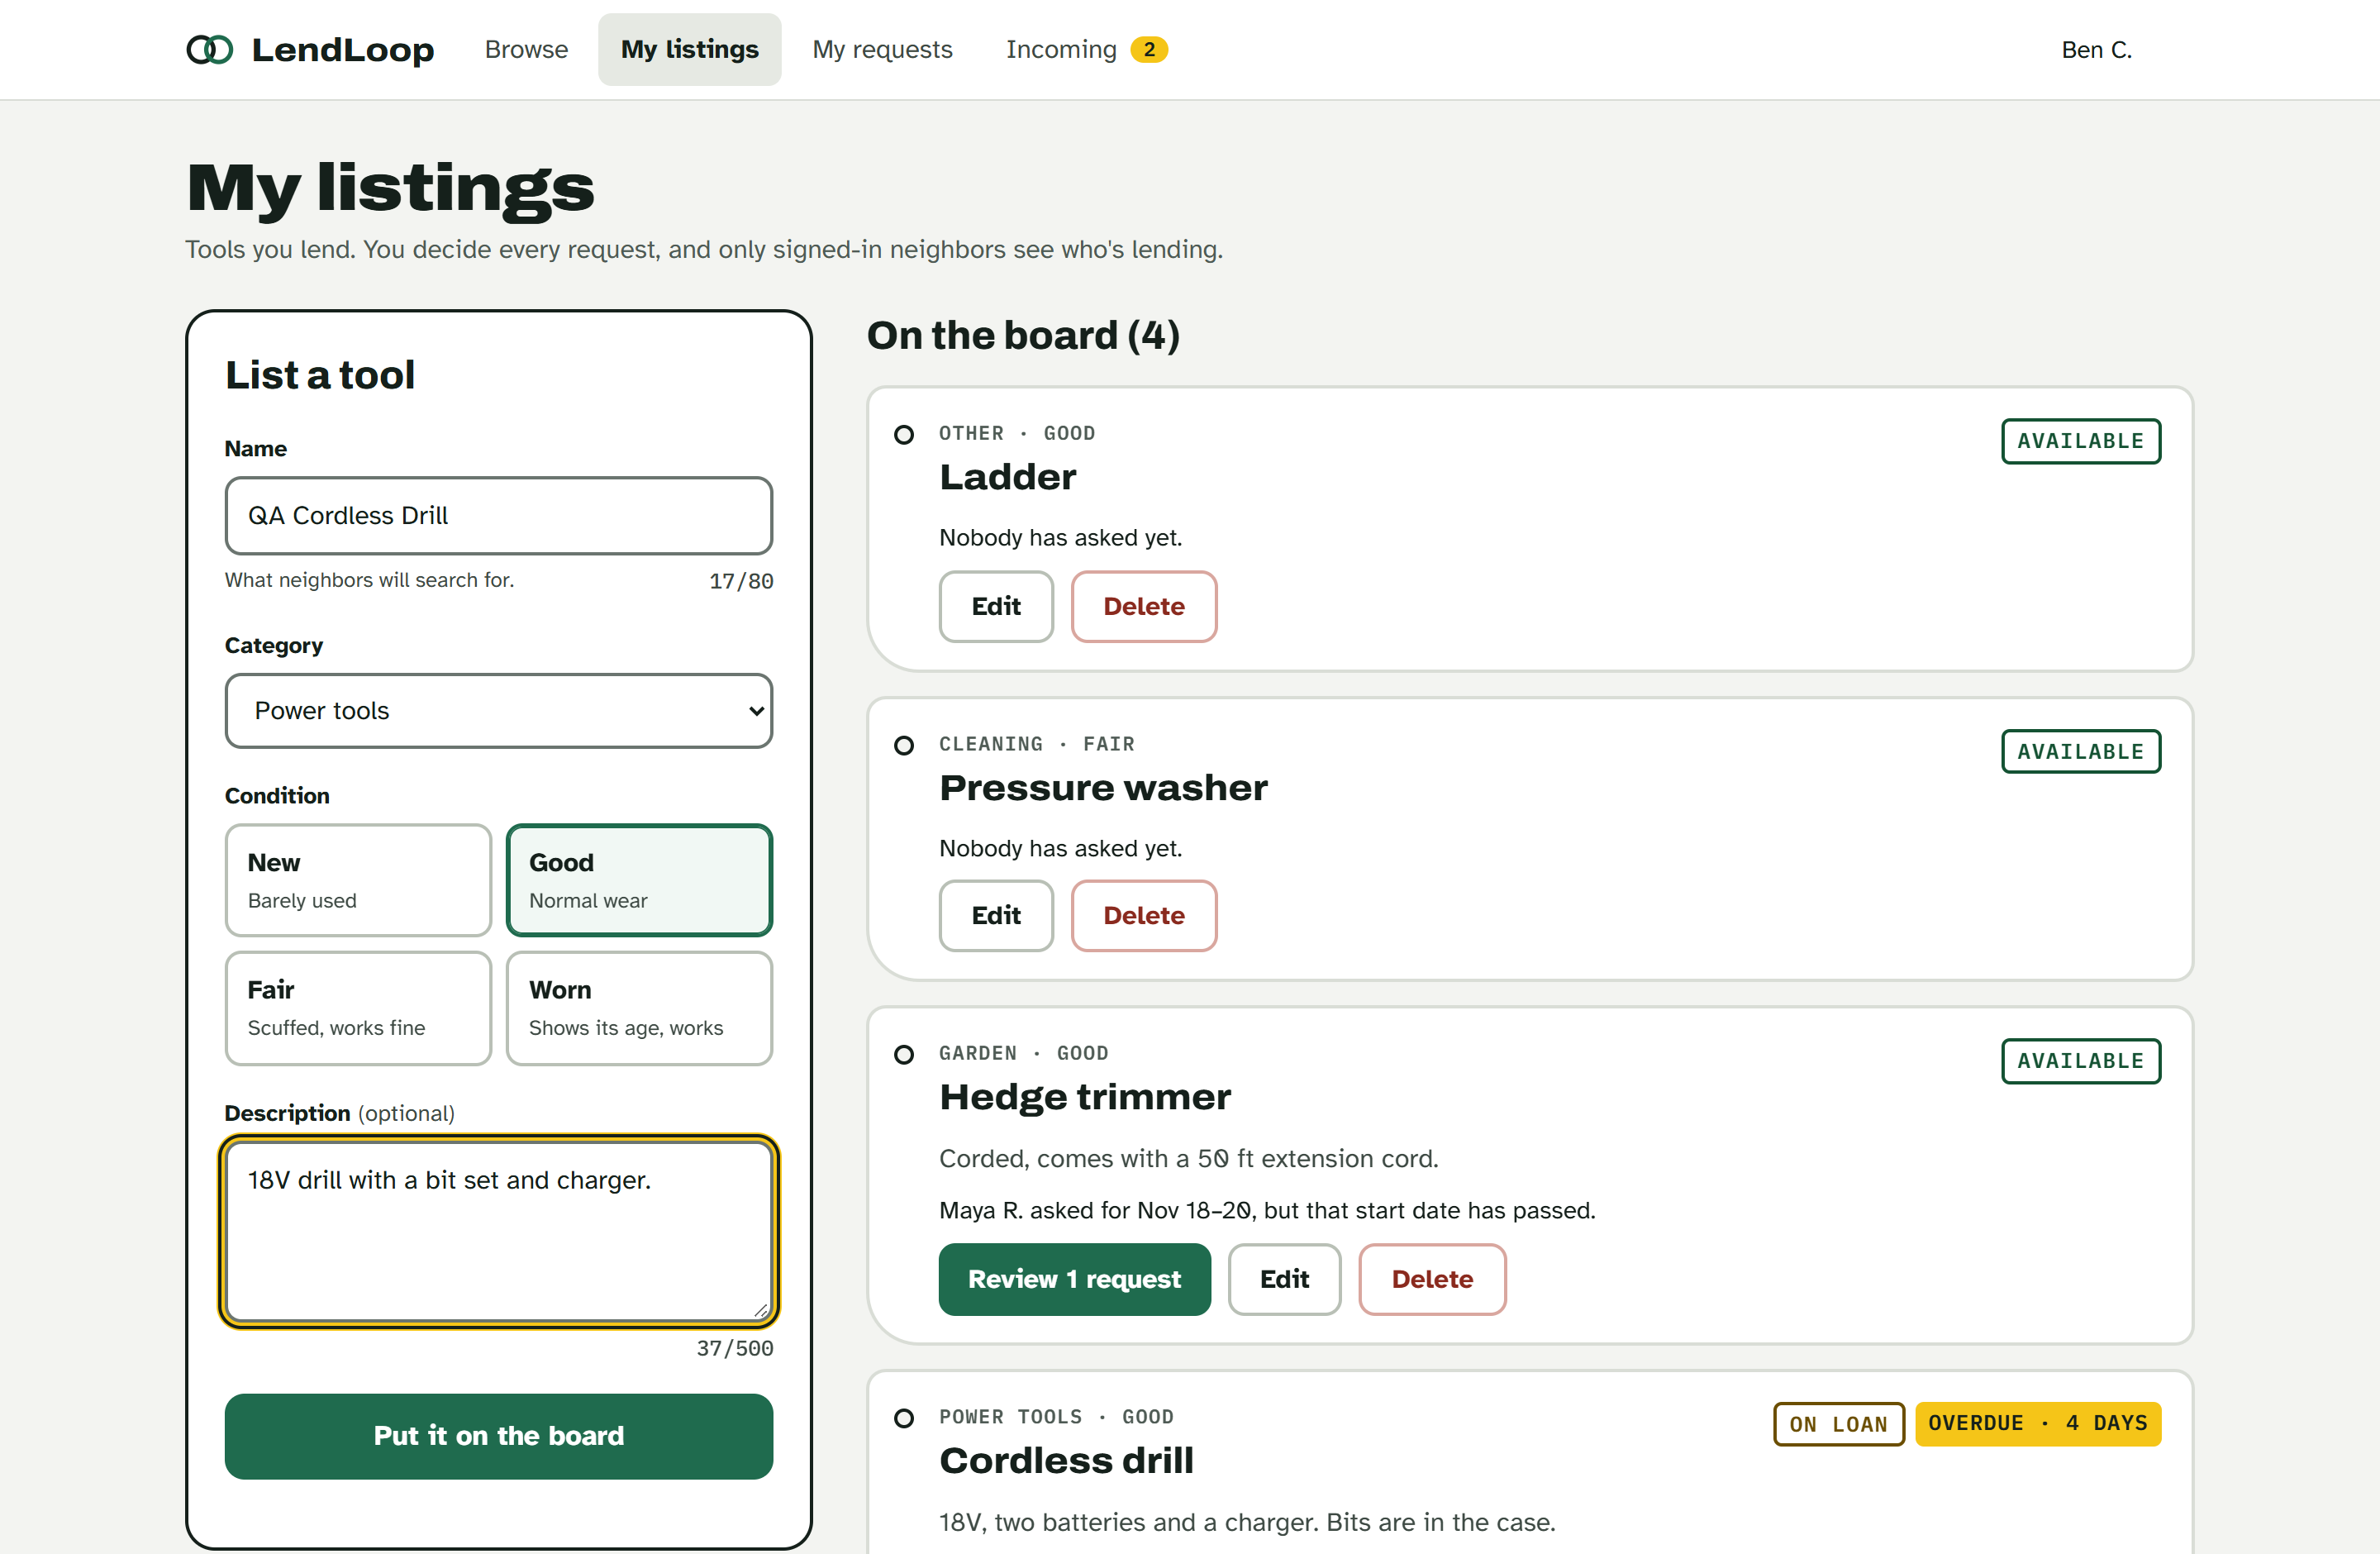 LendLoop
Browse
My listings
My requests
Incoming 2
Ben C.
My listings
Tools you lend. You decide every request, and only signed-in neighbors see who's lending.
List a tool
Name
QA Cordless Drill
What neighbors will search for. 17/80
Category
Power tools
Condition
New
Barely used
Good
Normal wear
Fair
Scuffed, works fine
Worn
Shows its age, works
Description (optional)
18V drill with a bit set and charger.
37/500
Put it on the board
On the board (4)
OTHER · GOOD
AVAILABLE
Ladder
Nobody has asked yet.
Edit
Delete
CLEANING · FAIR
AVAILABLE
Pressure washer
Nobody has asked yet.
Edit
Delete
GARDEN · GOOD
AVAILABLE
Hedge trimmer
Corded, comes with a 50 ft extension cord.
Maya R. asked for Nov 18–20, but that start date has passed.
Review 1 request
Edit
Delete
POWER TOOLS · GOOD
ON LOAN
OVERDUE · 4 DAYS
Cordless drill
18V, two batteries and a charger. Bits are in the case.